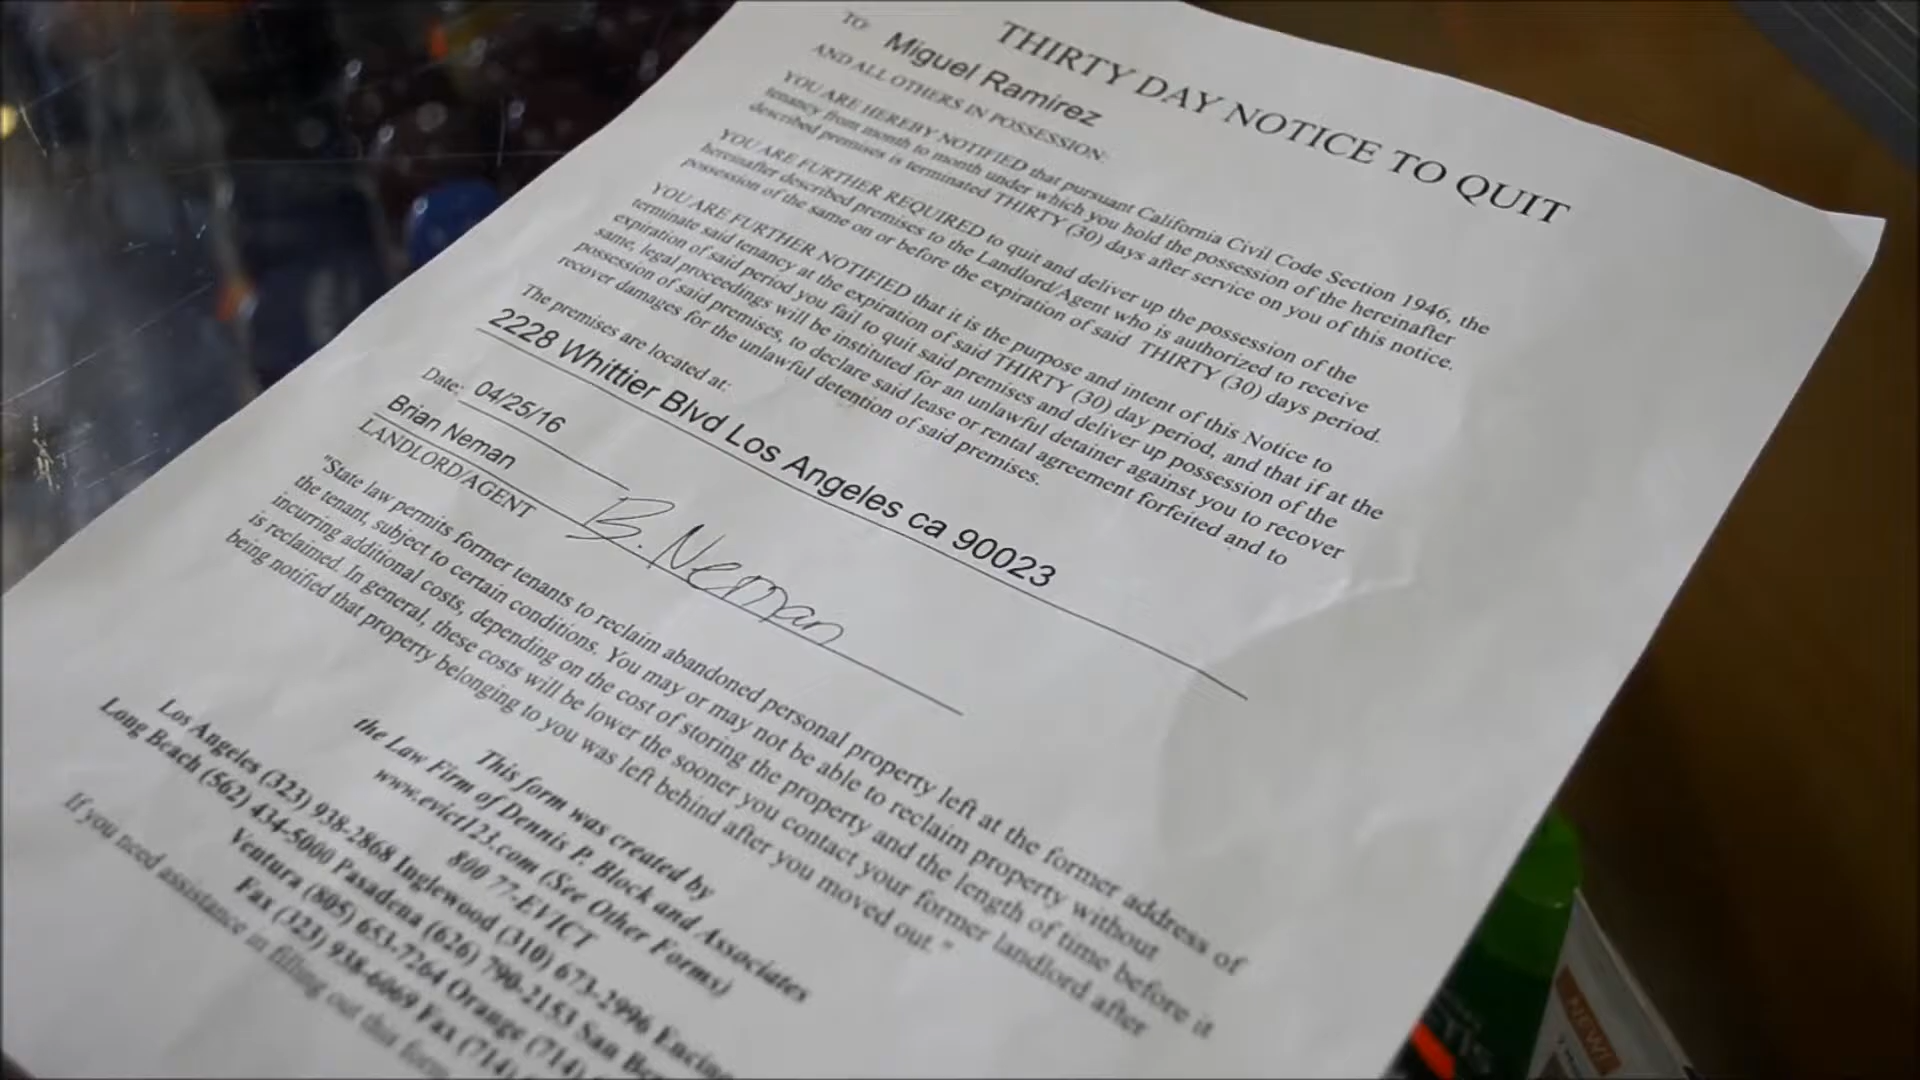 THIRTY DAY NOTICE TO QUIT
TO: Miguel Ramirez
AND ALL OTHERS IN POSSESSION:
YOU ARE HEREBY NOTIFIED that pursuant California Civil Code Section 1946, the
tenancy from month to month under which you hold the possession of the hereinafter
described premises is terminated THIRTY (30) days after service on you of this notice.
YOU ARE FURTHER REQUIRED to quit and deliver up the possession of the
hereinafter described premises to the Landlord/Agent who is authorized to receive
possession of the same on or before the expiration of said THIRTY (30) days period.
YOU ARE FURTHER NOTIFIED that it is the purpose and intent of this Notice to
terminate said tenancy at the expiration of said THIRTY (30) day period, and that if at the
expiration of said period you fail to quit said premises and deliver up possession of the
same, legal proceedings will be instituted for an unlawful detainer against you to recover
possession of said premises, to declare said lease or rental agreement forfeited and to
recover damages for the unlawful detention of said premises.
The premises are located at:
2228 Whittier Blvd Los Angeles ca 90023
Date: 04/25/16
Brian Neman B. Neman
LANDLORD/AGENT
"State law permits former tenants to reclaim abandoned personal property left at the former address of
the tenant, subject to certain conditions. You may or may not be able to reclaim property without
incurring additional costs, depending on the cost of storing the property and the length of time before it
is reclaimed. In general, these costs will be lower the sooner you contact your former landlord after
being notified that property belonging to you was left behind after you moved out."
This form was created by
the Law Firm of Dennis P. Block and Associates
www.evict123.com (See Other Forms)
800 77-EVICT
Los Angeles (323) 938-2868 Inglewood (310) 673-2996 Encino
Long Beach (562) 434-5000 Pasadena (626) 790-2153 San
Ventura (805) 653-7264 Orange (714)
Fax (323) 938-6069 Fax (714)
If you need assistance in filling out this form
NEW!